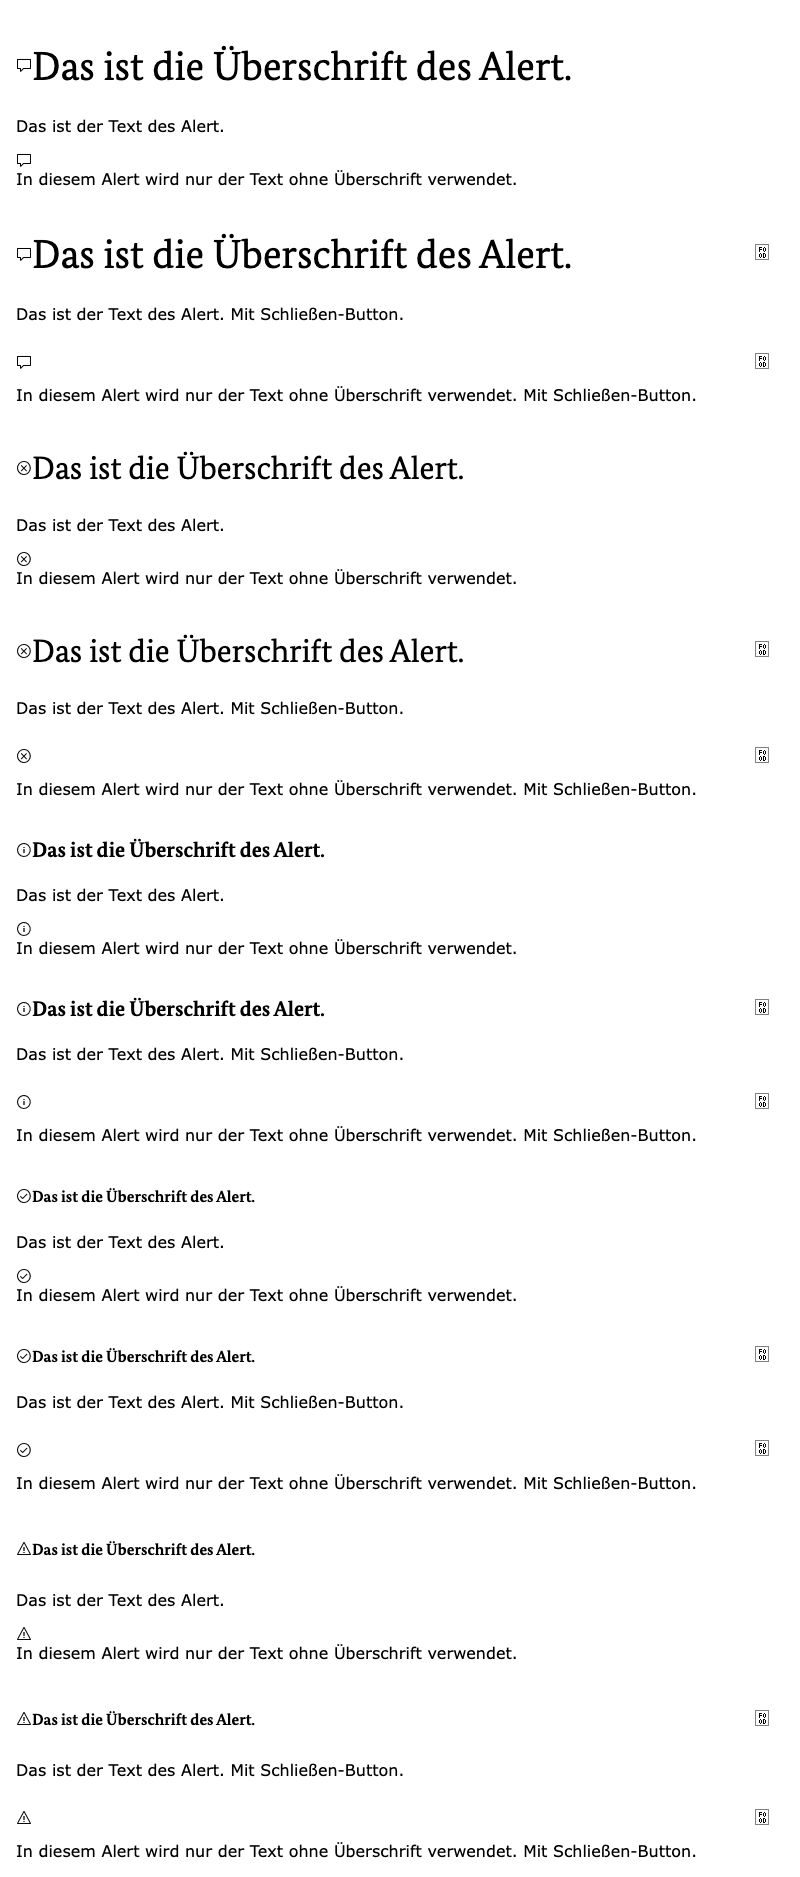 Das ist die Überschrift des Alert.
Das ist der Text des Alert.
In diesem Alert wird nur der Text ohne Überschrift verwendet.
Das ist die Überschrift des Alert.
Das ist der Text des Alert. Mit Schließen-Button.
In diesem Alert wird nur der Text ohne Überschrift verwendet. Mit Schließen-Button.
Das ist die Überschrift des Alert.
Das ist der Text des Alert.
In diesem Alert wird nur der Text ohne Überschrift verwendet.
Das ist die Überschrift des Alert.
Das ist der Text des Alert. Mit Schließen-Button.
In diesem Alert wird nur der Text ohne Überschrift verwendet. Mit Schließen-Button.
Das ist die Überschrift des Alert.
Das ist der Text des Alert.
In diesem Alert wird nur der Text ohne Überschrift verwendet.
Das ist die Überschrift des Alert.
Das ist der Text des Alert. Mit Schließen-Button.
In diesem Alert wird nur der Text ohne Überschrift verwendet. Mit Schließen-Button.
Das ist die Überschrift des Alert.
Das ist der Text des Alert.
In diesem Alert wird nur der Text ohne Überschrift verwendet.
Das ist die Überschrift des Alert.
Das ist der Text des Alert. Mit Schließen-Button.
In diesem Alert wird nur der Text ohne Überschrift verwendet. Mit Schließen-Button.
Das ist die Überschrift des Alert.
Das ist der Text des Alert.
In diesem Alert wird nur der Text ohne Überschrift verwendet.
Das ist die Überschrift des Alert.
Das ist der Text des Alert. Mit Schließen-Button.
In diesem Alert wird nur der Text ohne Überschrift verwendet. Mit Schließen-Button.